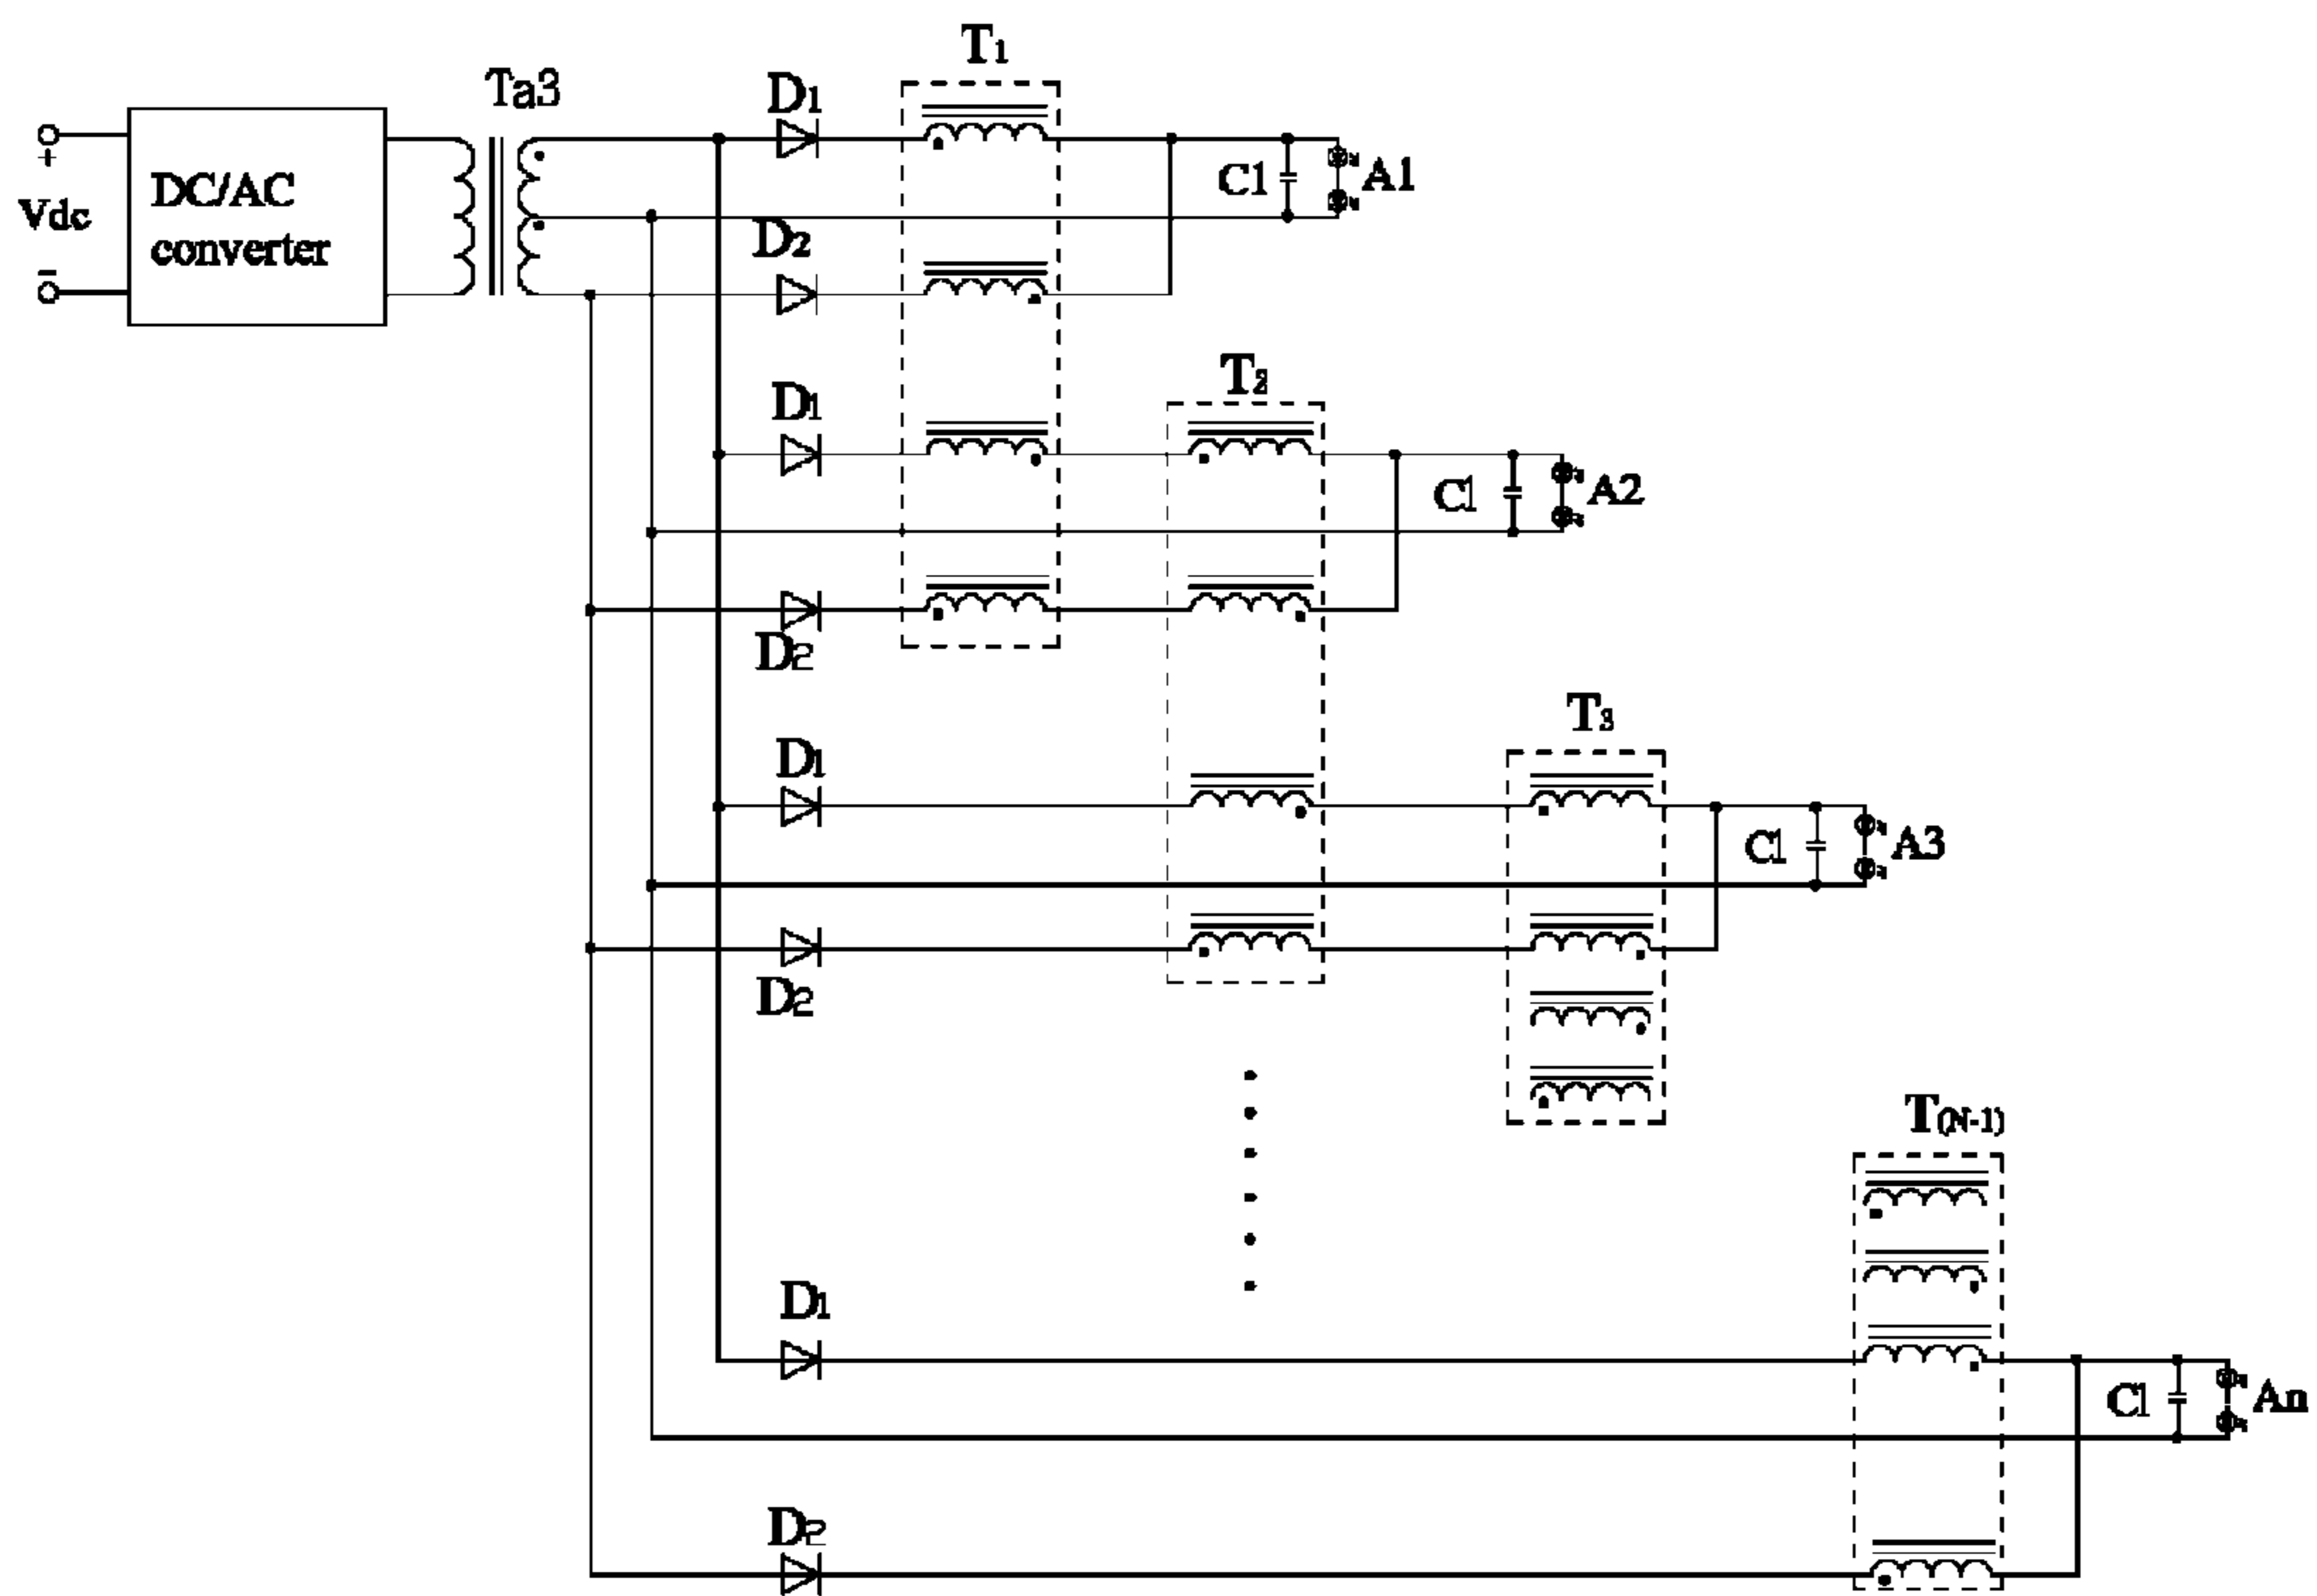 T1
Ta3
D1
+
Vdc
−
DC/AC
converter
C1
A1
D2
T2
D1
C1
A2
D2
T3
D1
C1
A3
D2
T(N-1)
D1
C1
An
D2